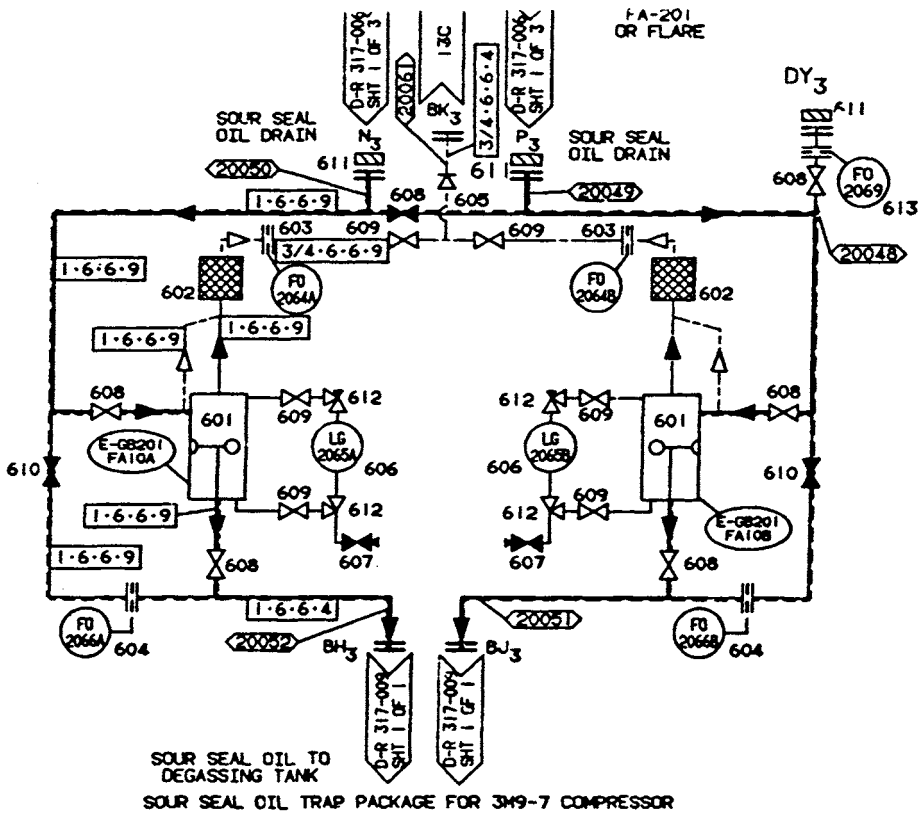 FA-201
OR FLARE
D-R 317-006
SHT 1 OF 3
20061
13C
BK3
3/4-6-6-4
D-R 317-006
SHT 1 OF 3
DY3
611
SOUR SEAL
OIL DRAIN
N3
611
P3
611
SOUR SEAL
OIL DRAIN
20050
20049
608
FO
2069
613
1-6-6-9
608
605
603
609
609
603
20048
3/4-6-6-9
1-6-6-9
602
FO
2064A
FO
2064B
602
1-6-6-9
1-6-6-9
608
601
609
612
612
609
601
608
E-GB201
FA10A
LG
2065A
606
LG
2065B
606
610
610
609
612
612
609
E-GB201
FA10B
1-6-6-9
607
607
608
608
1-6-6-9
1-6-6-4
FO
2066A
604
20052
BH3
BJ3
20051
FO
2066B
604
D-R 317-009
SHT 1 OF 1
D-R 317-009
SHT 1 OF 1
SOUR SEAL OIL TO
DEGASSING TANK
SOUR SEAL OIL TRAP PACKAGE FOR 3M9-7 COMPRESSOR